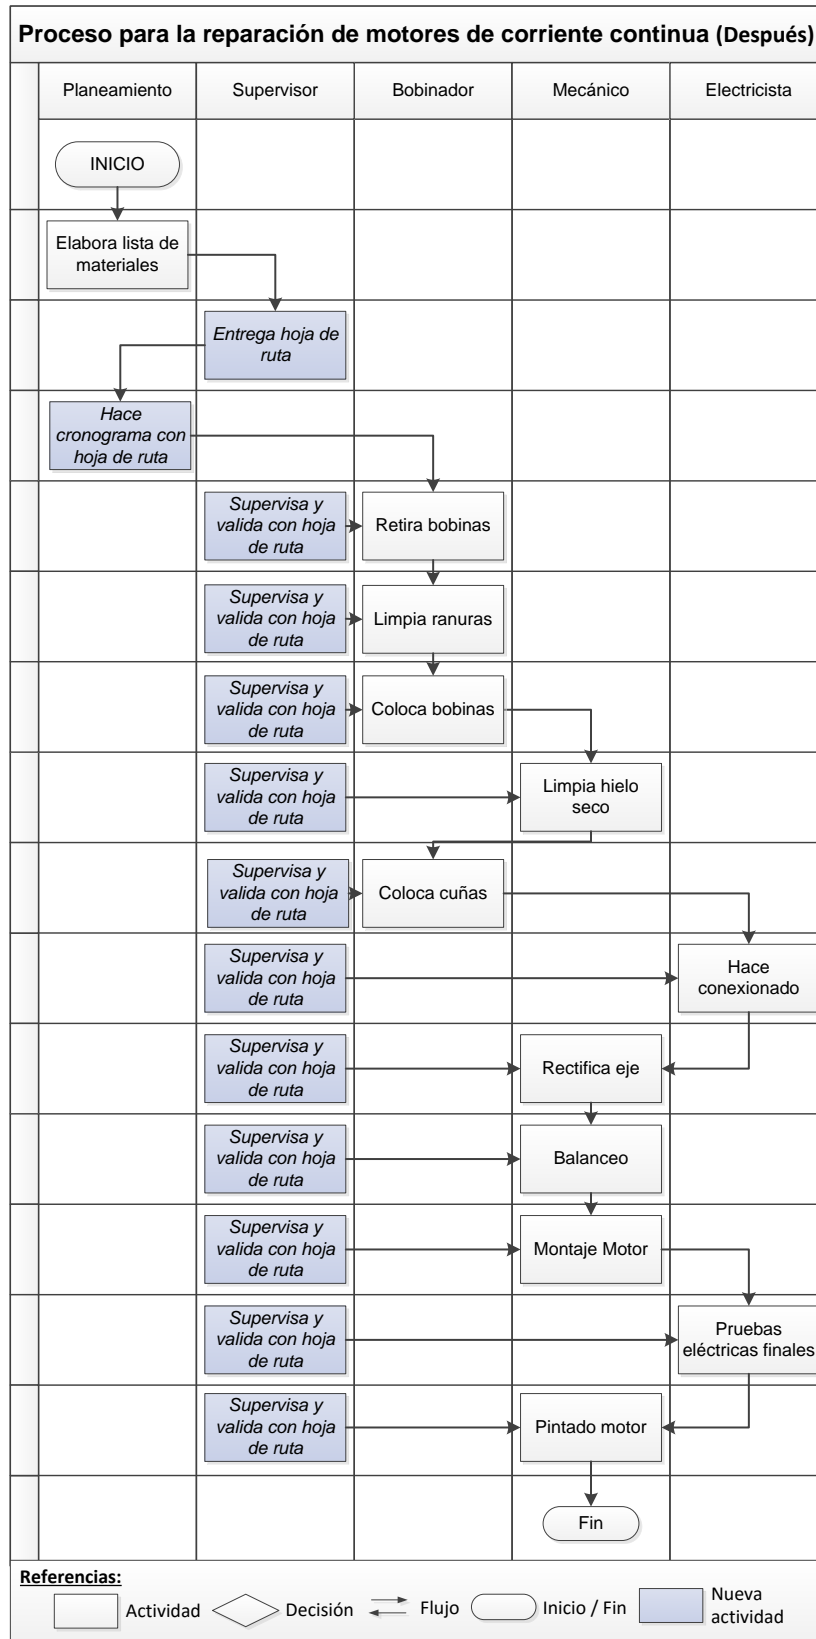 Proceso para la reparación de motores de corriente continua (Después)
Planeamiento
Supervisor
Bobinador
Mecánico
Electricista
INICIO
Elabora lista de
materiales
Entrega hoja de
ruta
Hace
cronograma con
hoja de ruta
Supervisa y
valida con hoja
de ruta
Retira bobinas
Supervisa y
valida con hoja
de ruta
Limpia ranuras
Supervisa y
valida con hoja
de ruta
Coloca bobinas
Supervisa y
valida con hoja
de ruta
Limpia hielo
seco
Supervisa y
valida con hoja
de ruta
Coloca cuñas
Supervisa y
valida con hoja
de ruta
Hace
conexionado
Supervisa y
valida con hoja
de ruta
Rectifica eje
Supervisa y
valida con hoja
de ruta
Balanceo
Supervisa y
valida con hoja
de ruta
Montaje Motor
Supervisa y
valida con hoja
de ruta
Pruebas
eléctricas finales
Supervisa y
valida con hoja
de ruta
Pintado motor
Fin
Referencias:
Actividad
Decisión
Flujo
Inicio / Fin
Nueva
actividad